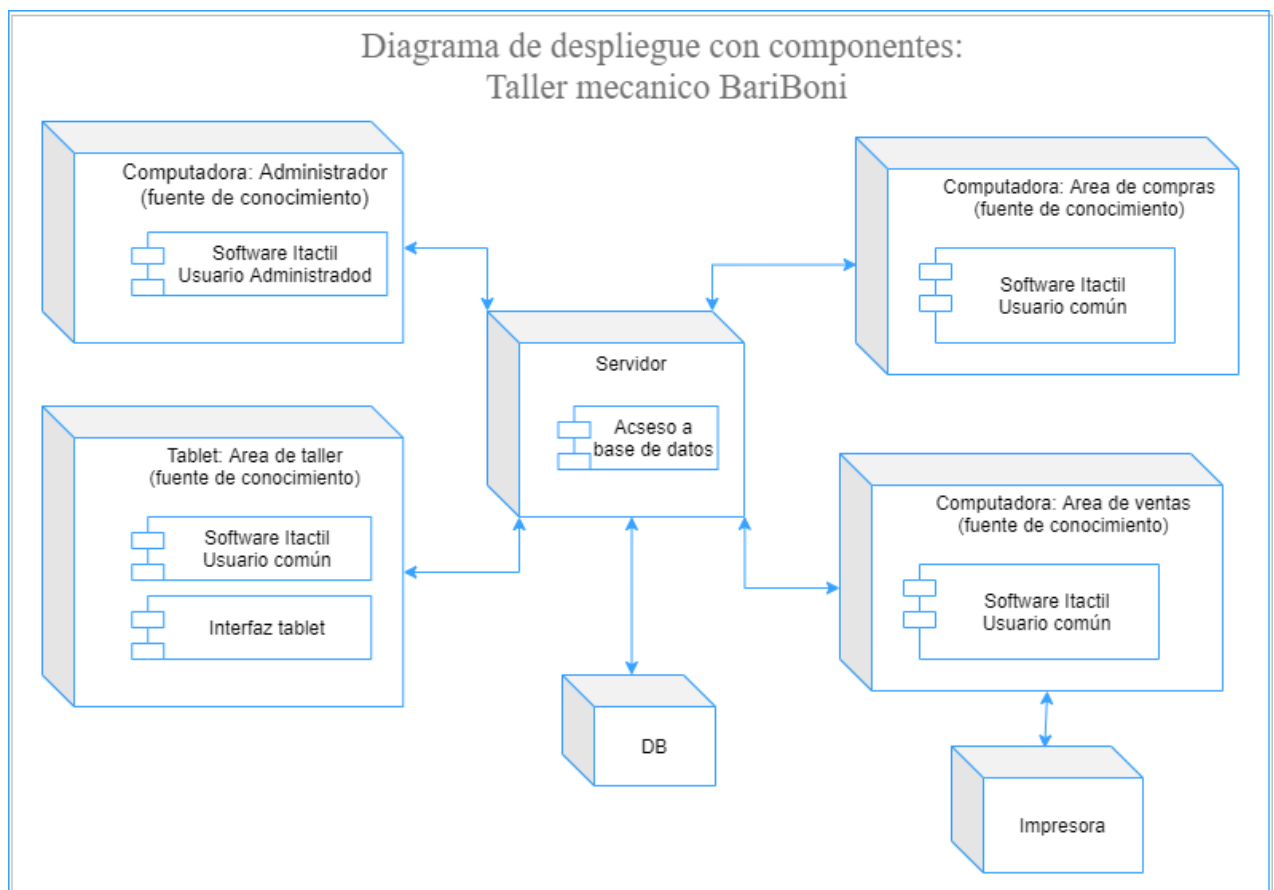 Diagrama de despliegue con componentes:
Taller mecanico BariBoni
Computadora: Administrador
(fuente de conocimiento)
Software Itactil
Usuario Administradod
Computadora: Area de compras
(fuente de conocimiento)
Software Itactil
Usuario común
Servidor
Acseso a
base de datos
Tablet: Area de taller
(fuente de conocimiento)
Software Itactil
Usuario común
Interfaz tablet
Computadora: Area de ventas
(fuente de conocimiento)
Software Itactil
Usuario común
DB
Impresora